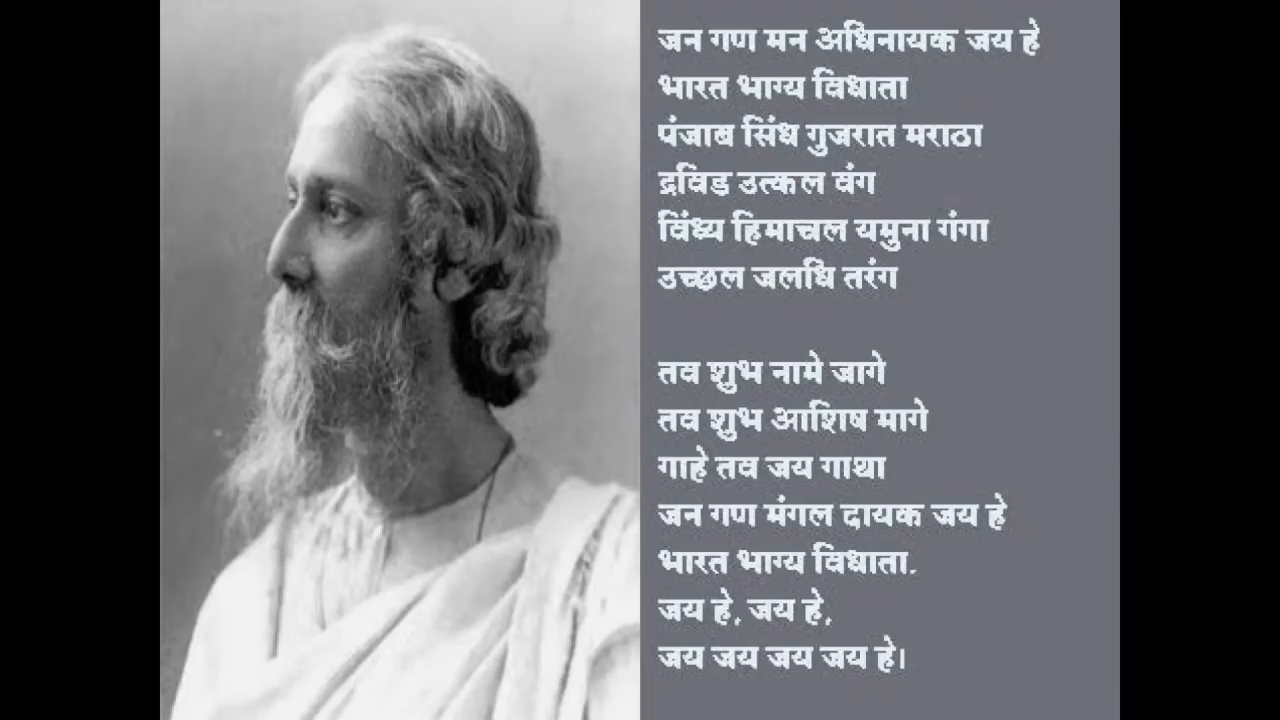 जन गण मन अधिनायक जय हे
भारत भाग्य विधाता
पंजाब सिंध गुजरात मराठा
द्रविड उत्कल वंग
विंध्य हिमाचल यमुना गंगा
उच्छल जलधि तरंग
तव शुभ नामे जागे
तव शुभ आशिष मागे
गाहे तव जय गाथा
जन गण मंगल दायक जय हे
भारत भाग्य विधाता.
जय हे, जय हे,
जय जय जय जय हे।